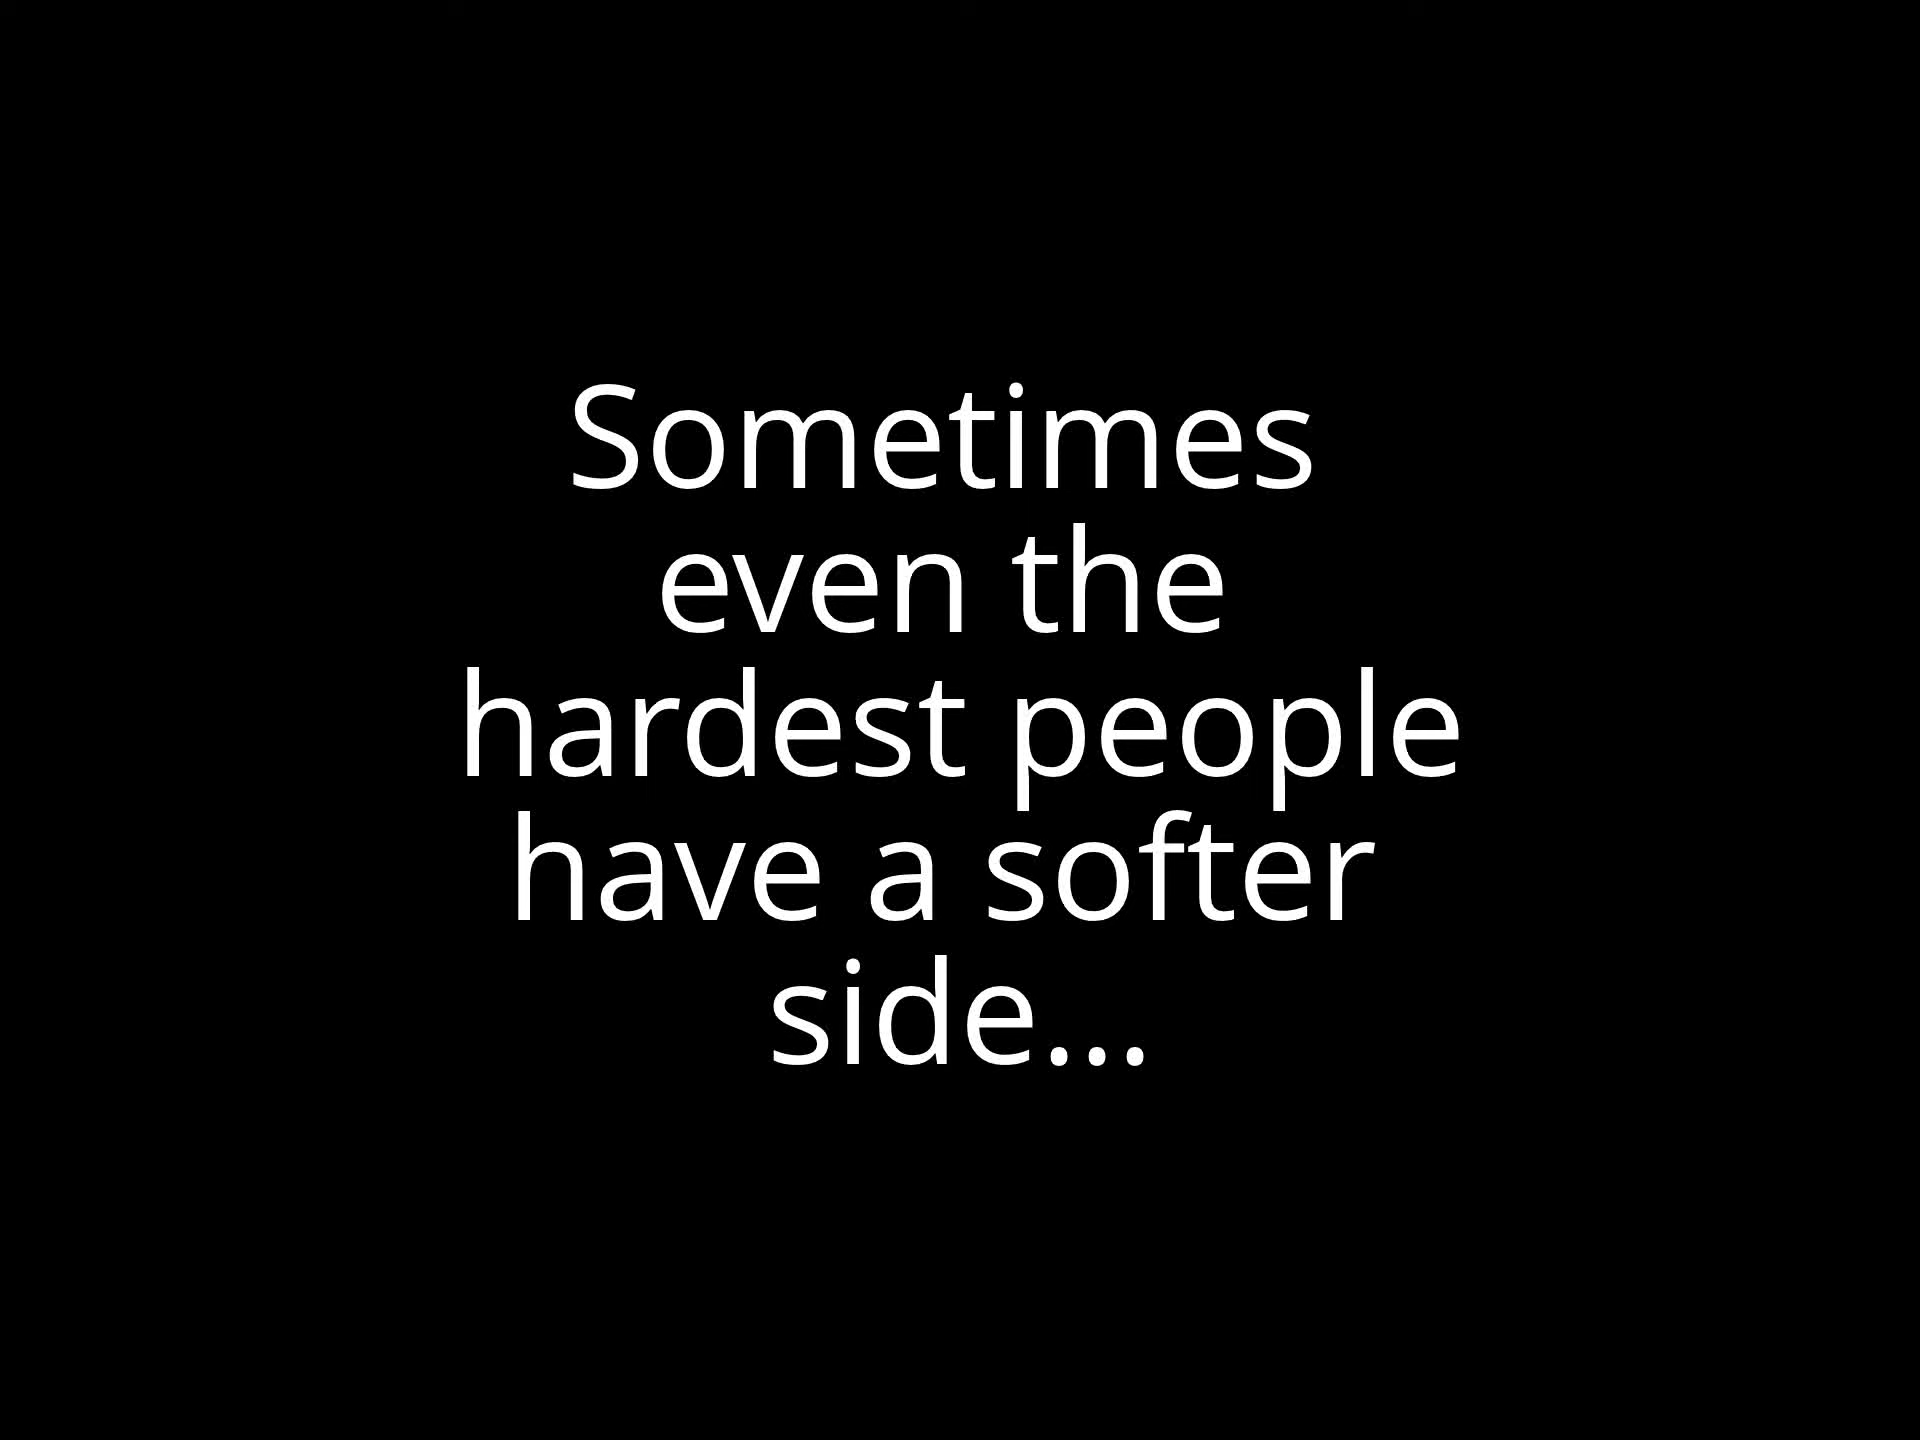 Sometimes
even the
hardest people
have a softer
side...